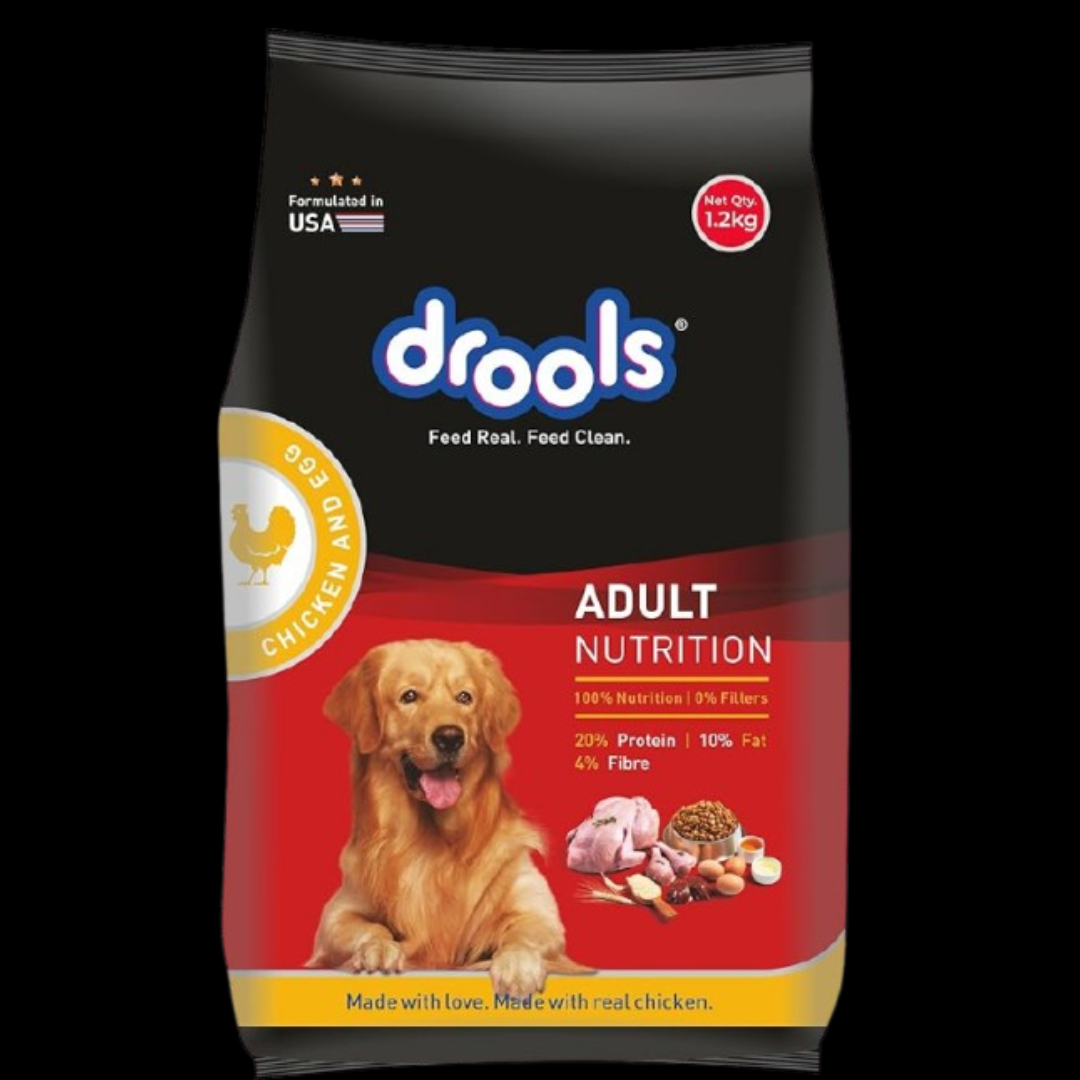 Formulated in
USA
Net Qty.
1.2kg
drools®
Feed Real. Feed Clean.
CHICKEN AND EGG
ADULT
NUTRITION
100% Nutrition | 0% Fillers
20% Protein | 10% Fat
4% Fibre
Made with love. Made with real chicken.